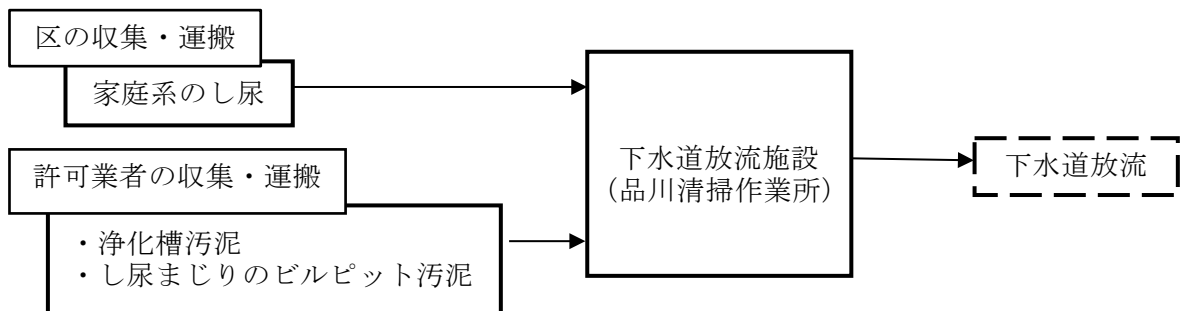 区の収集・運搬
家庭系のし尿
許可業者の収集・運搬
・浄化槽汚泥
・し尿まじりのビルピット汚泥
下水道放流施設
（品川清掃作業所）
下水道放流